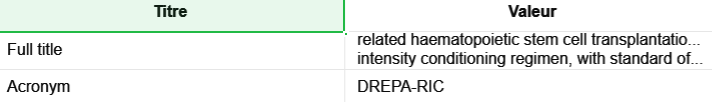 Titre Valeur
Full title
related haematopoietic stem cell transplantatio...
intensity conditioning regimen, with standard of...
Acronym DREPA-RIC